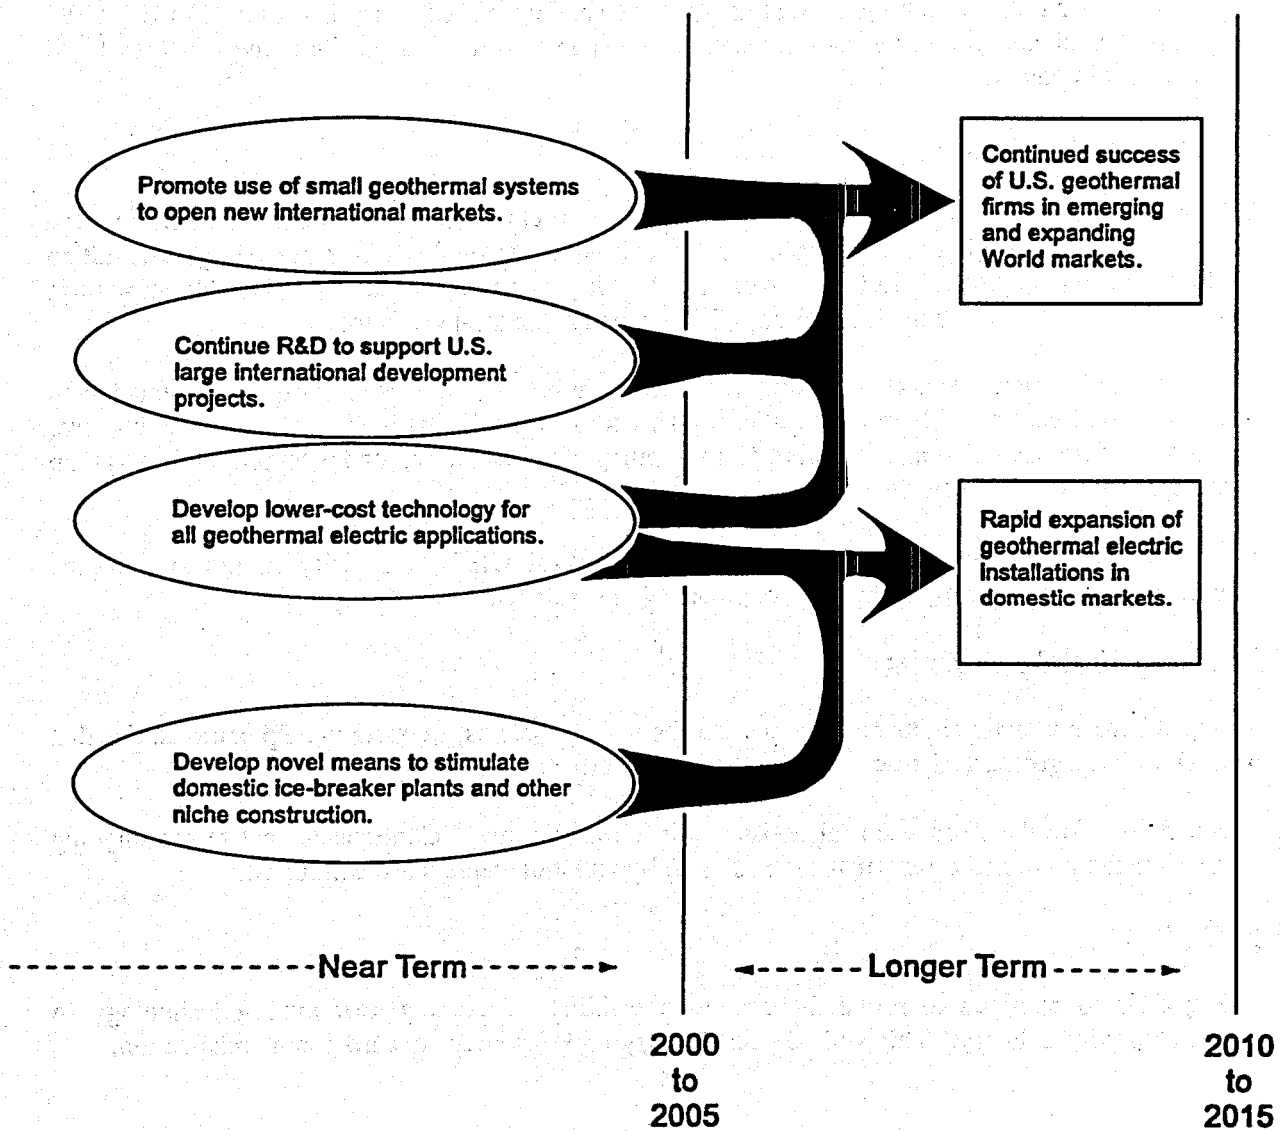 Promote use of small geothermal systems
to open new international markets.
Continue R&D to support U.S.
large international development
projects.
Develop lower-cost technology for
all geothermal electric applications.
Develop novel means to stimulate
domestic ice-breaker plants and other
niche construction.
Continued success
of U.S. geothermal
firms in emerging
and expanding
World markets.
Rapid expansion of
geothermal electric
installations in
domestic markets.
Near Term
Longer Term
2000
to
2005
2010
to
2015